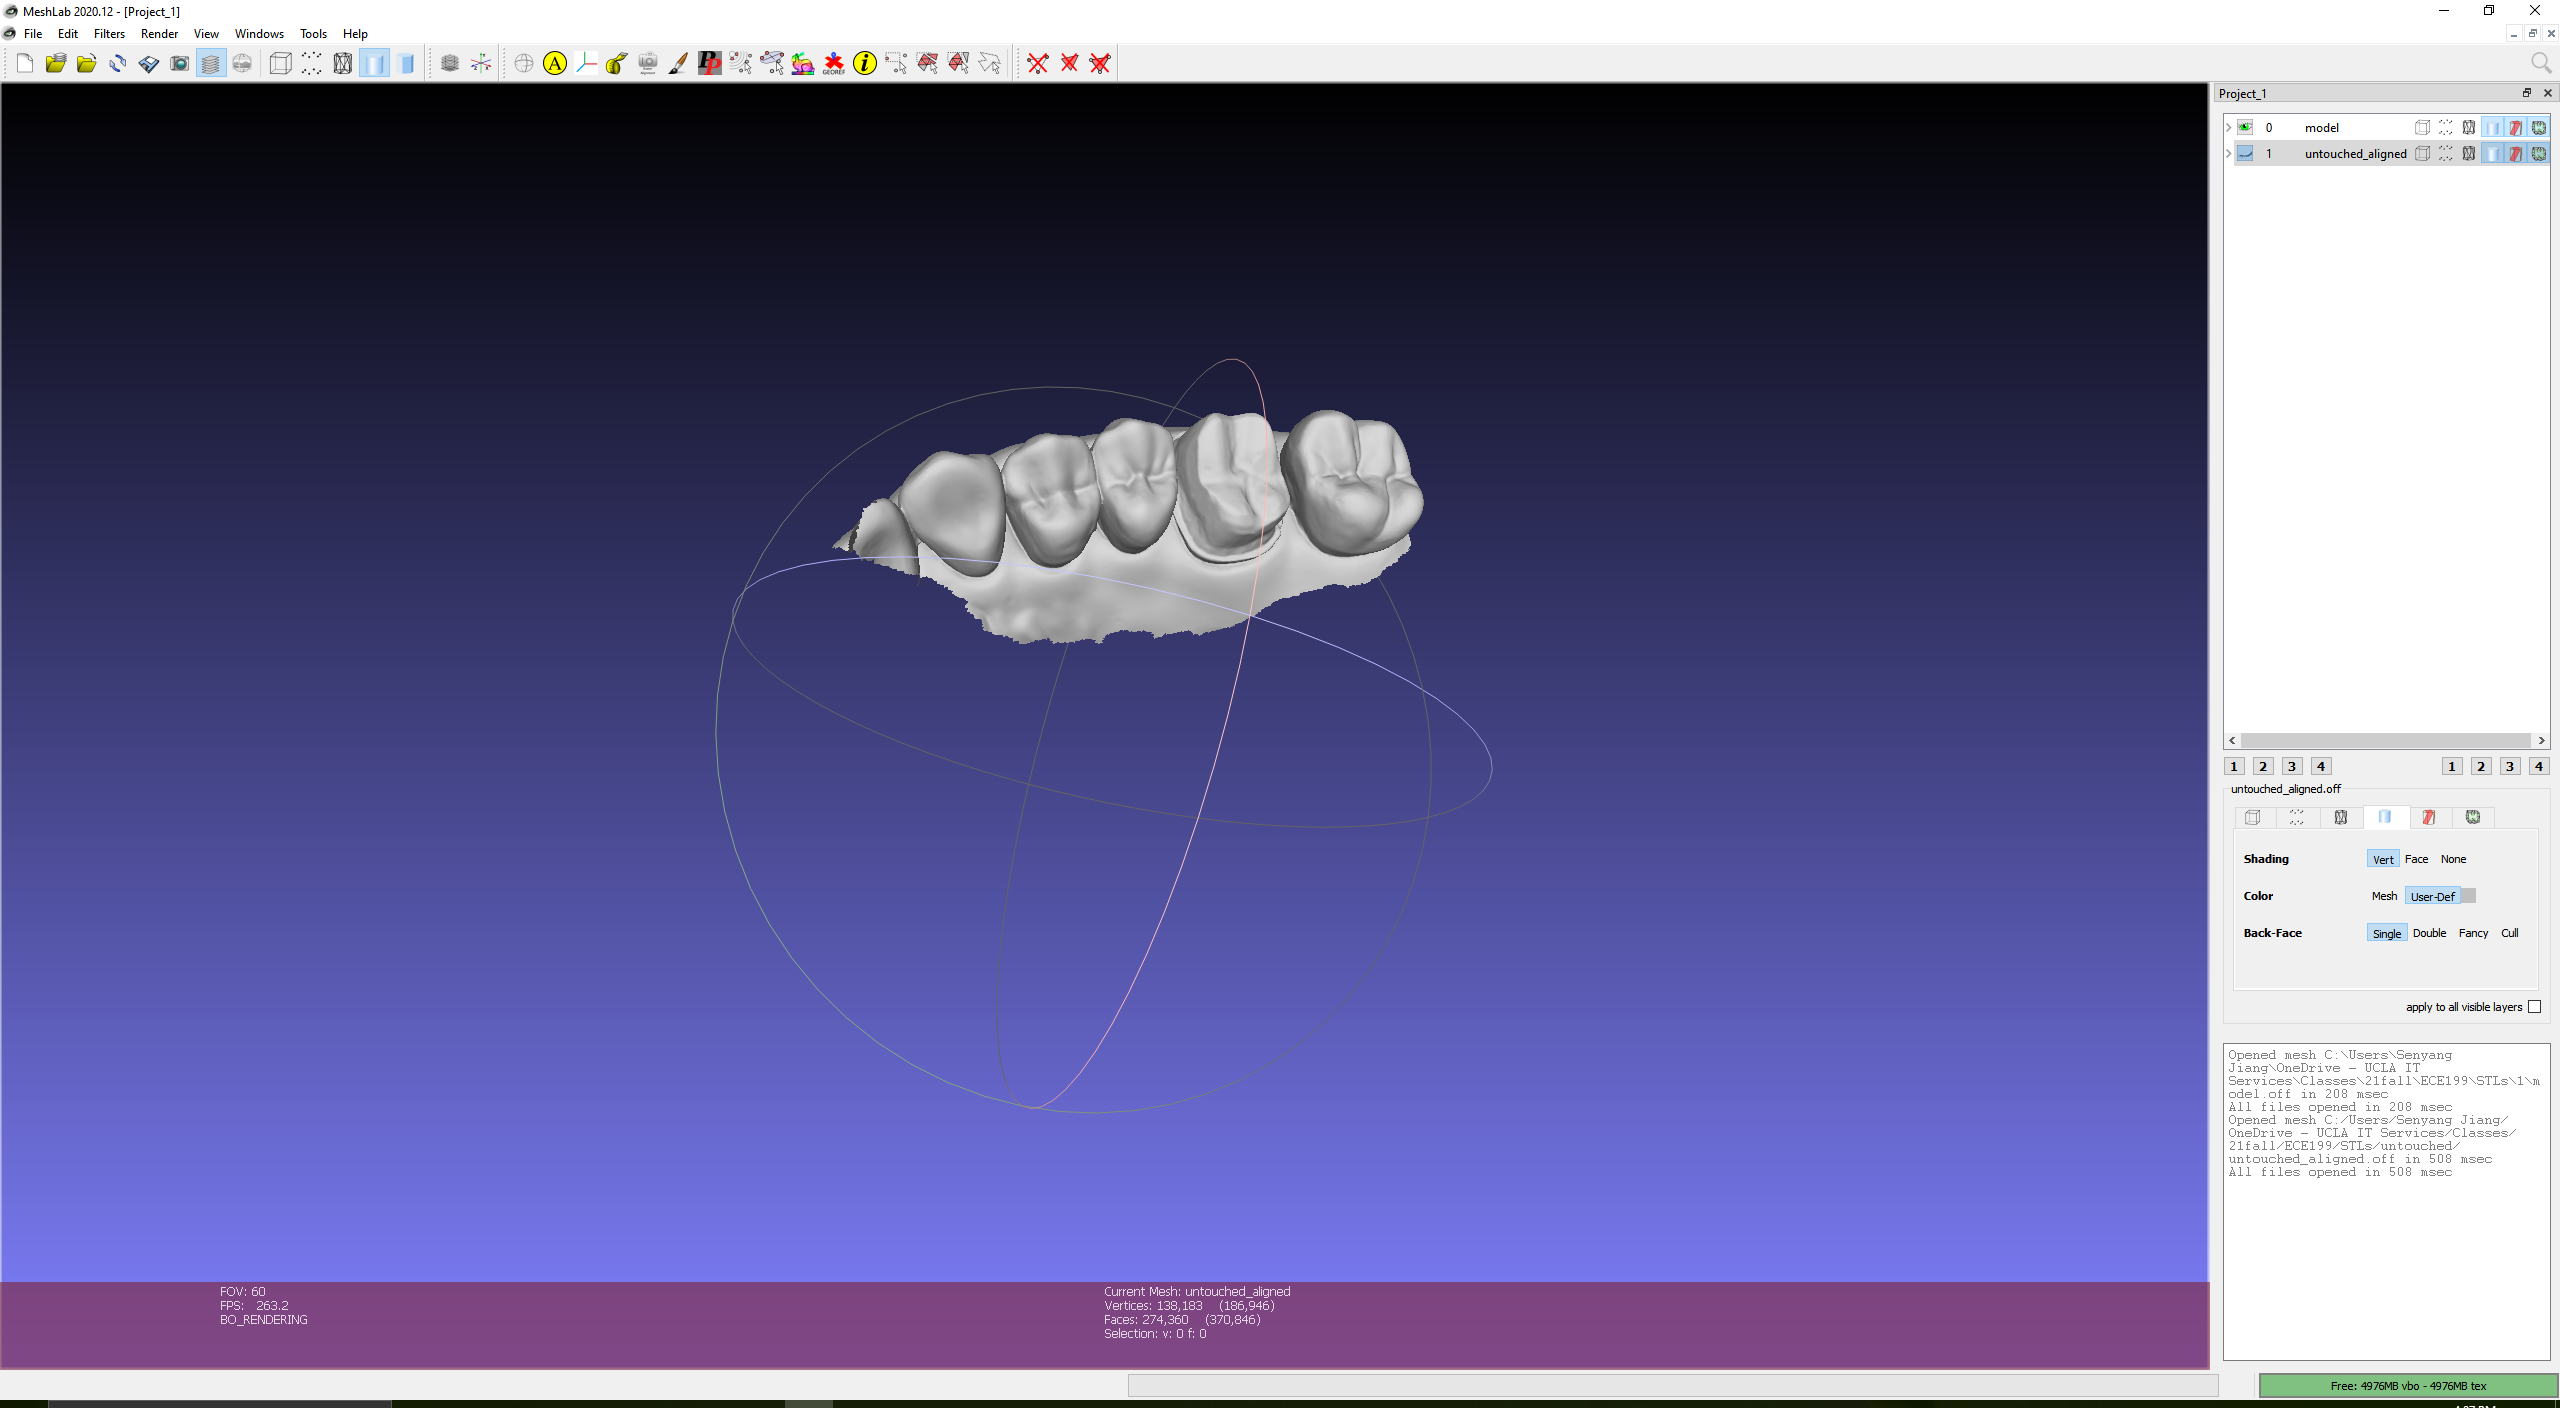 MeshLab 2020.12 - [Project_1]
File Edit Filters Render View Windows Tools Help
A
PP
GEOREF
i
Project_1
0 model
1 untouched_aligned
1 2 3 4 1 2 3 4
untouched_aligned.off
Shading Vert Face None
Color Mesh User-Def
Back-Face Single Double Fancy Cull
apply to all visible layers
Opened mesh C:\Users\Senyang
Jiang\OneDrive - UCLA IT
Services\Classes\21fall\ECE199\STLs\1\m
odel.off in 208 msec
All files opened in 208 msec
Opened mesh C:/Users/Senyang Jiang/
OneDrive - UCLA IT Services/Classes/
21fall/ECE199/STLs/untouched/
untouched_aligned.off in 508 msec
All files opened in 508 msec
FOV: 60
FPS: 263.2
BO_RENDERING
Current Mesh: untouched_aligned
Vertices: 138,183 (186,946)
Faces: 274,360 (370,846)
Selection: v: 0 f: 0
Free: 4976MB vbo - 4976MB tex